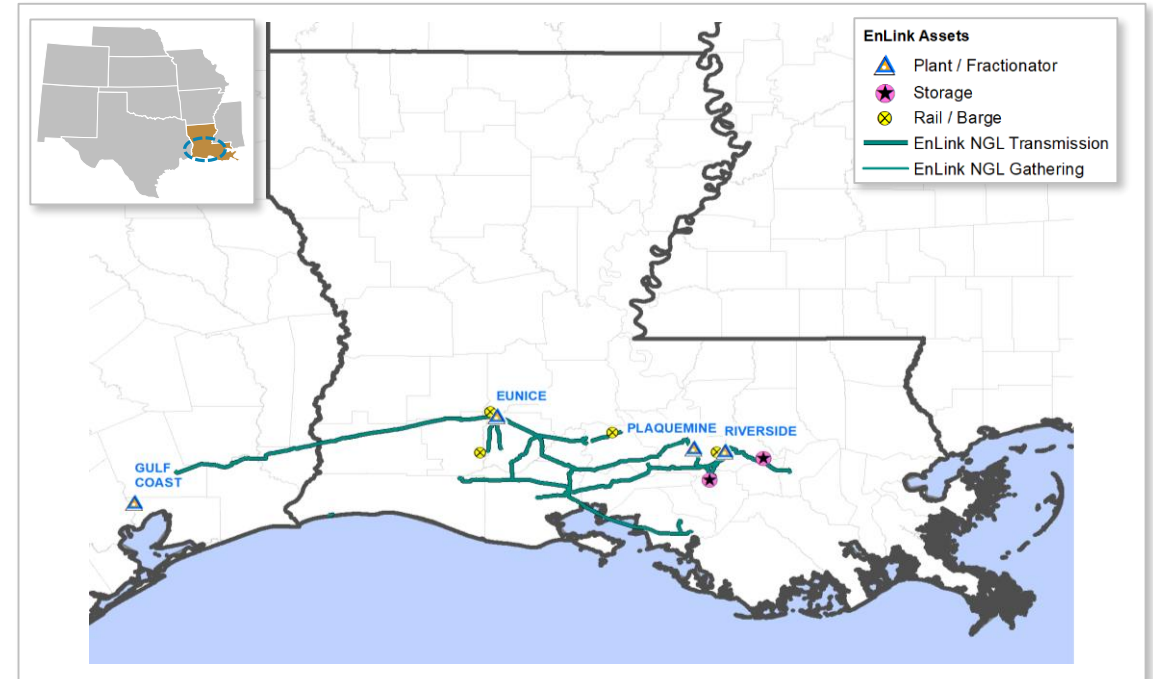 EnLink Assets
Plant / Fractionator
Storage
Rail / Barge
EnLink NGL Transmission
EnLink NGL Gathering
EUNICE
PLAQUEMINE
RIVERSIDE
GULF
COAST